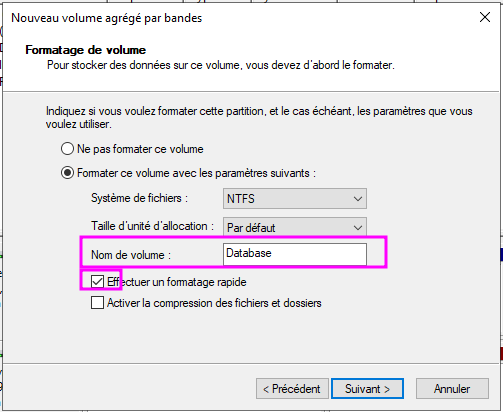 Nouveau volume agrégé par bandes
Formatage de volume
Pour stocker des données sur ce volume, vous devez d'abord le formater.
Indiquez si vous voulez formater cette partition, et le cas échéant, les paramètres que vous
voulez utiliser.
Ne pas formater ce volume
Formater ce volume avec les paramètres suivants :
Système de fichiers : NTFS
Taille d'unité d'allocation : Par défaut
Nom de volume : Database
Effectuer un formatage rapide
Activer la compression des fichiers et dossiers
< Précédent Suivant > Annuler